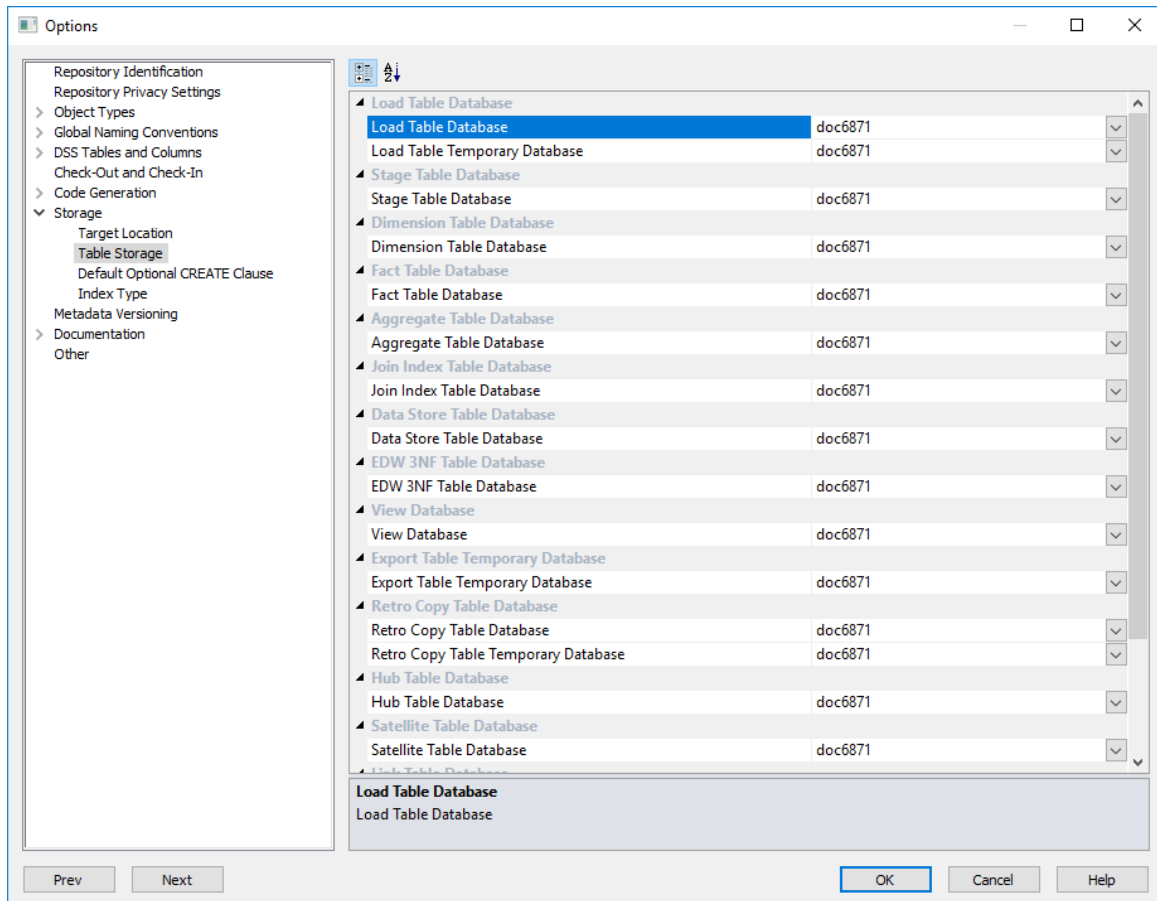 Options
Repository Identification
Repository Privacy Settings
Object Types
Global Naming Conventions
DSS Tables and Columns
Check-Out and Check-In
Code Generation
Storage
Target Location
Table Storage
Default Optional CREATE Clause
Index Type
Metadata Versioning
Documentation
Other
Load Table Database
Load Table Database doc6871
Load Table Temporary Database doc6871
Stage Table Database
Stage Table Database doc6871
Dimension Table Database
Dimension Table Database doc6871
Fact Table Database
Fact Table Database doc6871
Aggregate Table Database
Aggregate Table Database doc6871
Join Index Table Database
Join Index Table Database doc6871
Data Store Table Database
Data Store Table Database doc6871
EDW 3NF Table Database
EDW 3NF Table Database doc6871
View Database
View Database doc6871
Export Table Temporary Database
Export Table Temporary Database doc6871
Retro Copy Table Database
Retro Copy Table Database doc6871
Retro Copy Table Temporary Database doc6871
Hub Table Database
Hub Table Database doc6871
Satellite Table Database
Satellite Table Database doc6871
Link Table Database
Load Table Database
Load Table Database
Prev Next OK Cancel Help